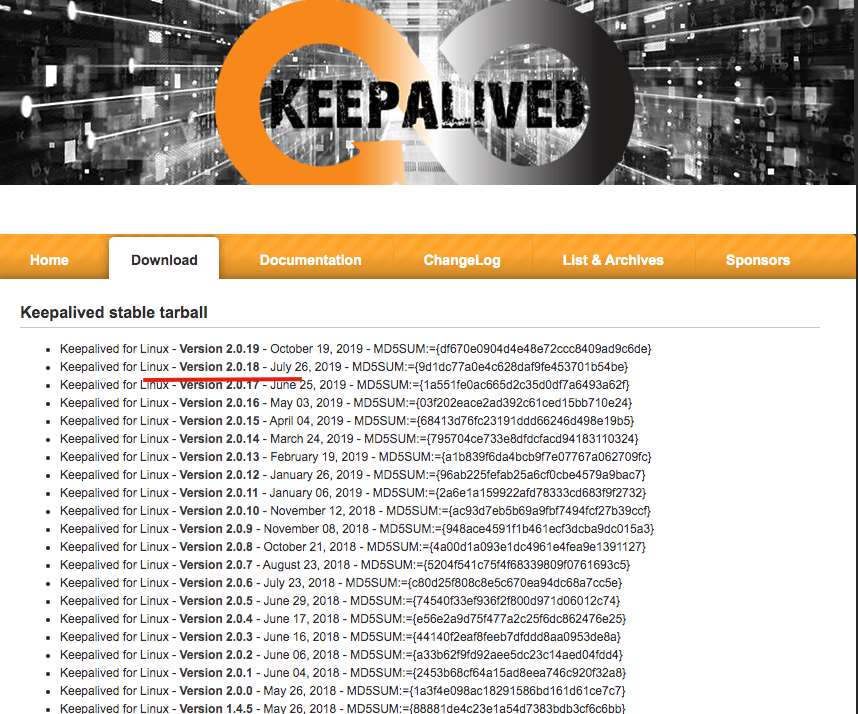 KEEPALIVED
Home Download Documentation ChangeLog List & Archives Sponsors
Keepalived stable tarball
Keepalived for Linux - Version 2.0.19 - October 19, 2019 - MD5SUM:={df670e0904d4e48e72ccc8409ad9c6de}
Keepalived for Linux - Version 2.0.18 - July 26, 2019 - MD5SUM:={9d1dc77a0e4c628daf9fe453701b54be}
Keepalived for Linux - Version 2.0.17 - June 25, 2019 - MD5SUM:={1a551fe0ac665d2c35d0df7a6493a62f}
Keepalived for Linux - Version 2.0.16 - May 03, 2019 - MD5SUM:={03f202eace2ad392c61ced15bb710e24}
Keepalived for Linux - Version 2.0.15 - April 04, 2019 - MD5SUM:={68413d76fc23191ddd66246d498e19b5}
Keepalived for Linux - Version 2.0.14 - March 24, 2019 - MD5SUM:={795704ce733e8dfdcfacd94183110324}
Keepalived for Linux - Version 2.0.13 - February 19, 2019 - MD5SUM:={a1b839f6da4bcb9f7e07767a062709fc}
Keepalived for Linux - Version 2.0.12 - January 26, 2019 - MD5SUM:={96ab225fefab25a6cf0cbe4579a9bac7}
Keepalived for Linux - Version 2.0.11 - January 06, 2019 - MD5SUM:={2a6e1a159922afd78333cd683f9f2732}
Keepalived for Linux - Version 2.0.10 - November 12, 2018 - MD5SUM:={ac93d7eb5b69a9fbf7494fcf27b39ccf}
Keepalived for Linux - Version 2.0.9 - November 08, 2018 - MD5SUM:={948ace4591f1b461ecf3dcba9dc015a3}
Keepalived for Linux - Version 2.0.8 - October 21, 2018 - MD5SUM:={4a00d1a093e1dc4961e4fea9e1391127}
Keepalived for Linux - Version 2.0.7 - August 23, 2018 - MD5SUM:={5204f541c75f4f68339809f0761693c5}
Keepalived for Linux - Version 2.0.6 - July 23, 2018 - MD5SUM:={c80d25f808c8e5c670ea94dc68a7cc5e}
Keepalived for Linux - Version 2.0.5 - June 29, 2018 - MD5SUM:={74540f33ef936f2f800d971d06012c74}
Keepalived for Linux - Version 2.0.4 - June 17, 2018 - MD5SUM:={e56e2a9d75f477a2c25f6dc862476e25}
Keepalived for Linux - Version 2.0.3 - June 16, 2018 - MD5SUM:={44140f2eaf8feeb7dfddd8aa0953de8a}
Keepalived for Linux - Version 2.0.2 - June 06, 2018 - MD5SUM:={a33b62f9fd92aee5dc23c14aed04fdd4}
Keepalived for Linux - Version 2.0.1 - June 04, 2018 - MD5SUM:={2453b68cf64a15ad8eea746c920f32a8}
Keepalived for Linux - Version 2.0.0 - May 26, 2018 - MD5SUM:={1a3f4e098ac18291586bd161d61ce7c7}
Keepalived for Linux - Version 1.4.5 - May 26, 2018 - MD5SUM:={88881de4c23e1a54d7383bdb3cf6c6bb}